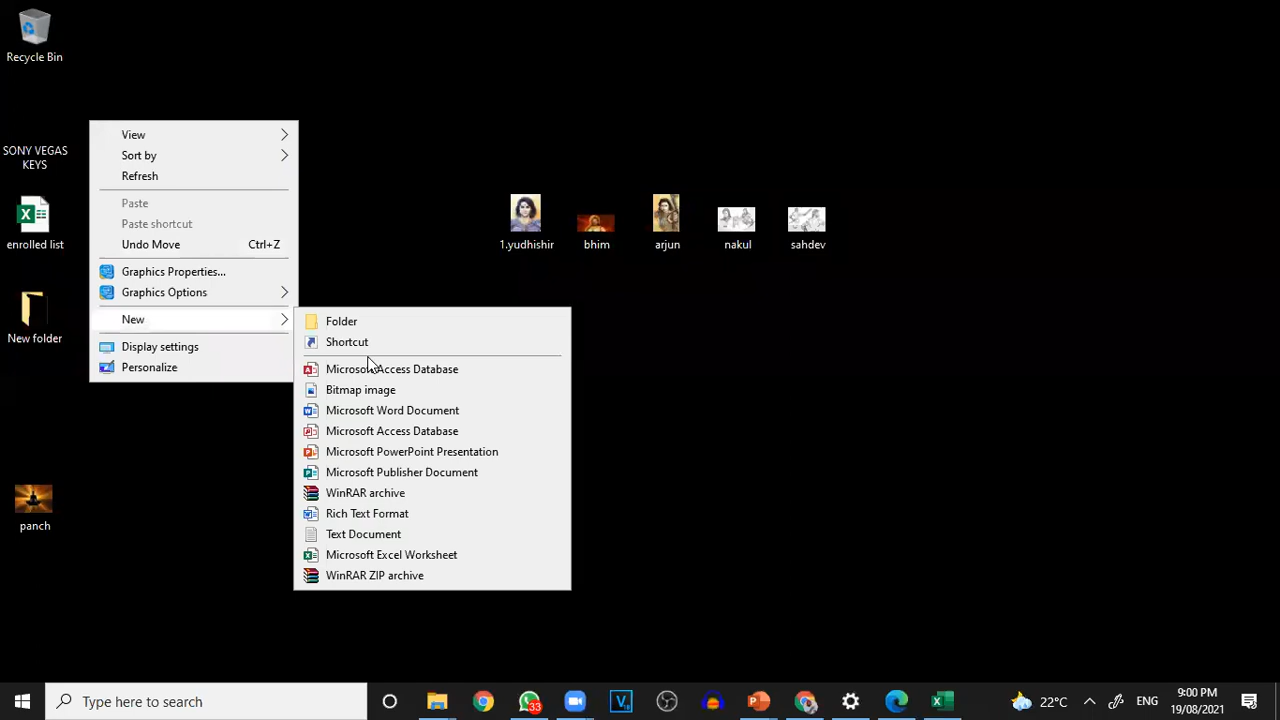 Recycle Bin
SONY VEGAS
KEYS
enrolled list
New folder
panch
View
Sort by
Refresh
Paste
Paste shortcut
Undo Move Ctrl+Z
Graphics Properties...
Graphics Options
New
Display settings
Personalize
Folder
Shortcut
Microsoft Access Database
Bitmap image
Microsoft Word Document
Microsoft Access Database
Microsoft PowerPoint Presentation
Microsoft Publisher Document
WinRAR archive
Rich Text Format
Text Document
Microsoft Excel Worksheet
WinRAR ZIP archive
1.yudhishir bhim arjun nakul sahdev
Type here to search
33
22°C ENG
9:00 PM
19/08/2021